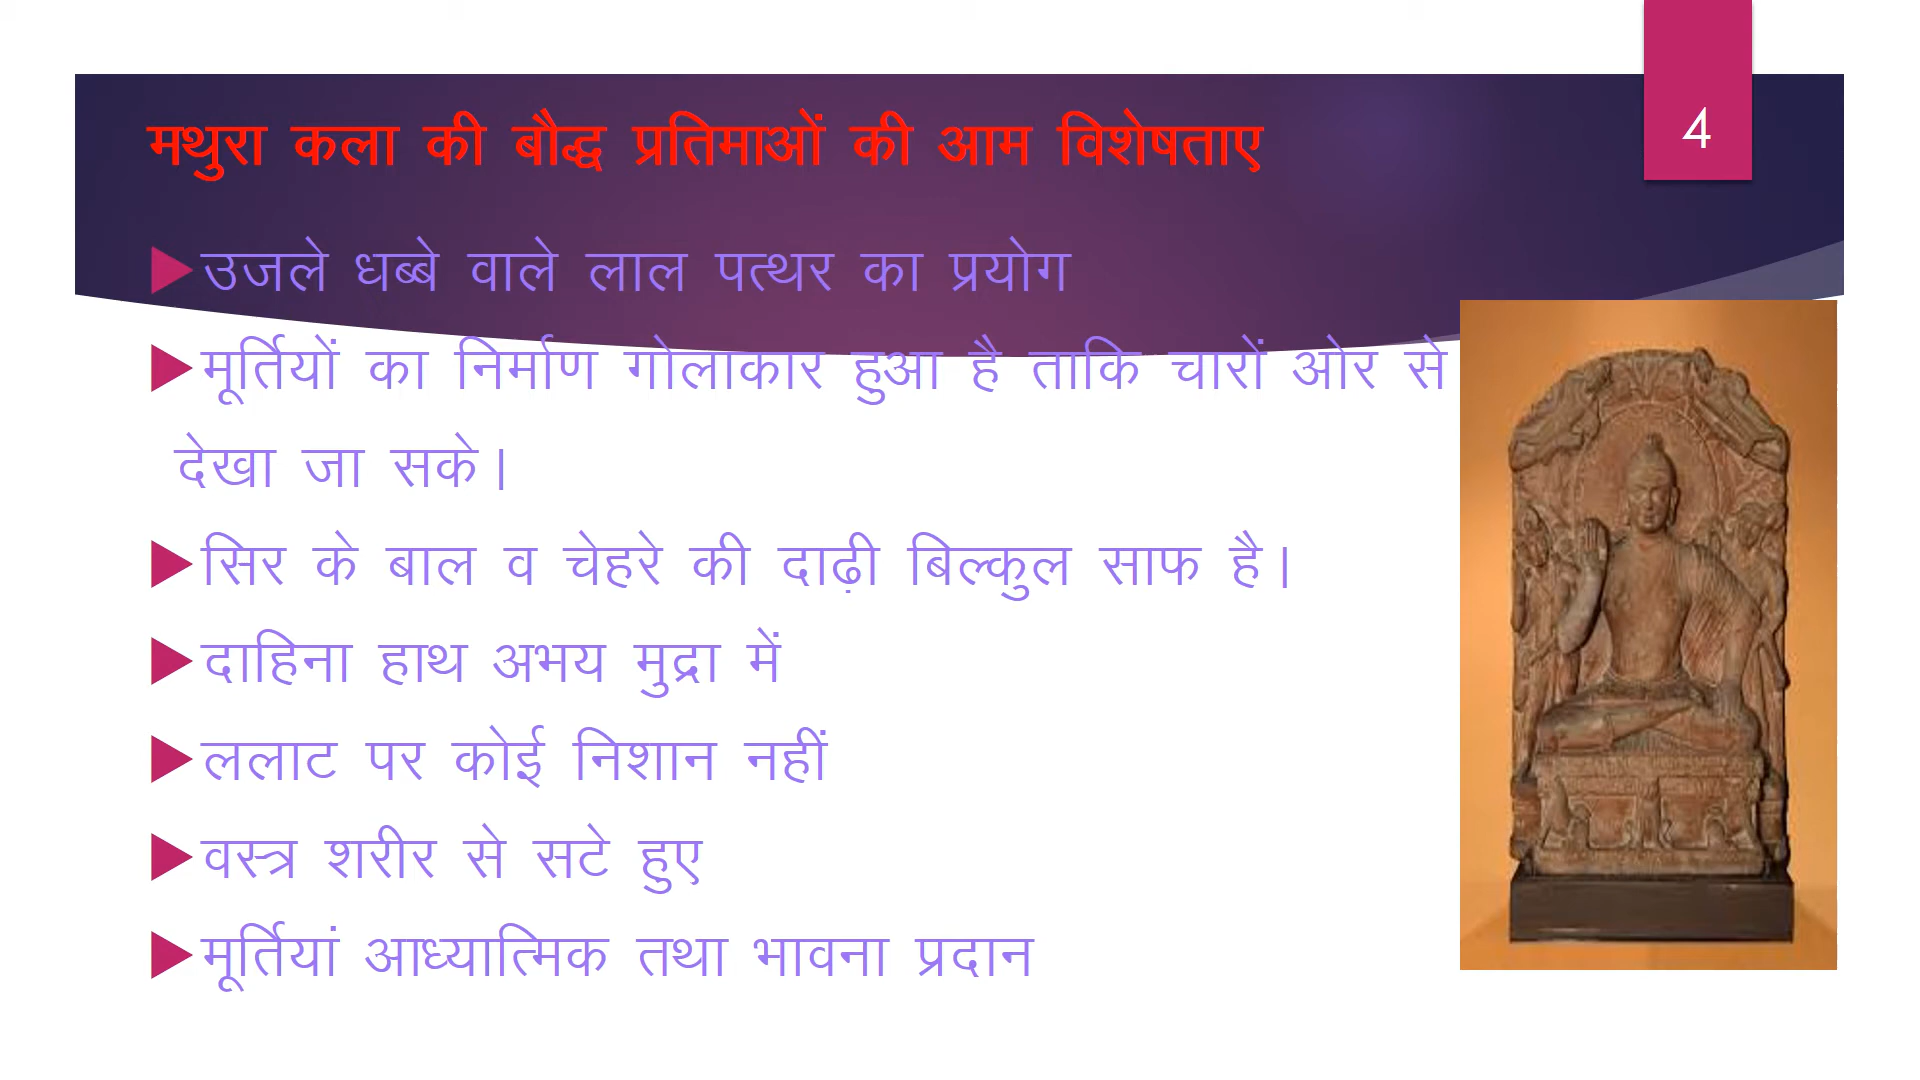 4
मथुरा कला की बौद्ध प्रतिमाओं की आम विशेषताए
उजले धब्बे वाले लाल पत्थर का प्रयोग
मूर्तियों का निर्माण गोलाकार हुआ है ताकि चारों ओर से
देखा जा सके।
सिर के बाल व चेहरे की दाढ़ी बिल्कुल साफ है।
दाहिना हाथ अभय मुद्रा में
ललाट पर कोई निशान नहीं
वस्त्र शरीर से सटे हुए
मूर्तियां आध्यात्मिक तथा भावना प्रदान